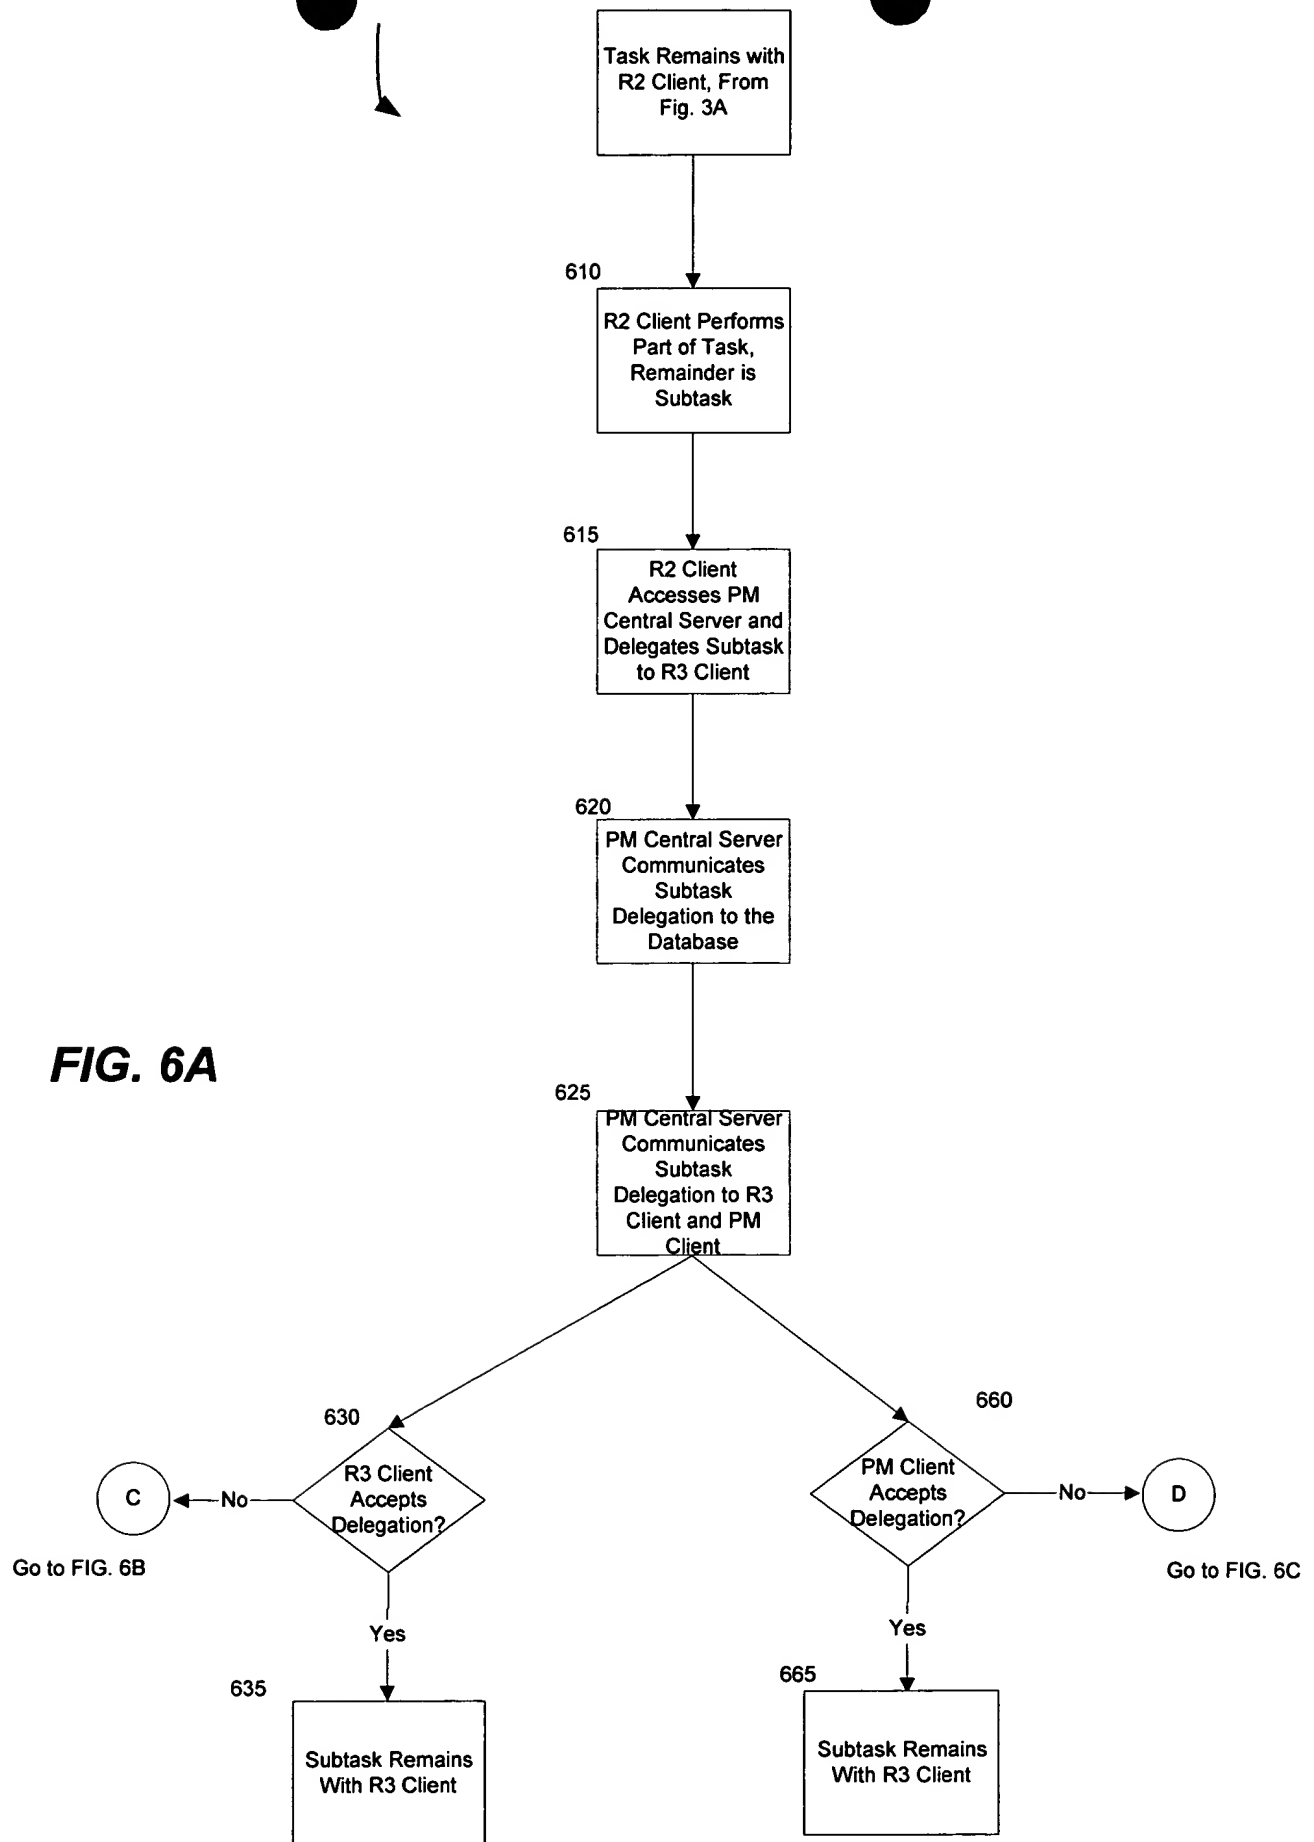 Task Remains with
R2 Client, From
Fig. 3A
610
R2 Client Performs
Part of Task,
Remainder is
Subtask
615
R2 Client
Accesses PM
Central Server and
Delegates Subtask
to R3 Client
620
PM Central Server
Communicates
Subtask
Delegation to the
Database
FIG. 6A
625
PM Central Server
Communicates
Subtask
Delegation to R3
Client and PM
Client
630
R3 Client
Accepts
Delegation?
No
C
Go to FIG. 6B
Yes
635
Subtask Remains
With R3 Client
660
PM Client
Accepts
Delegation?
No
D
Go to FIG. 6C
Yes
665
Subtask Remains
With R3 Client